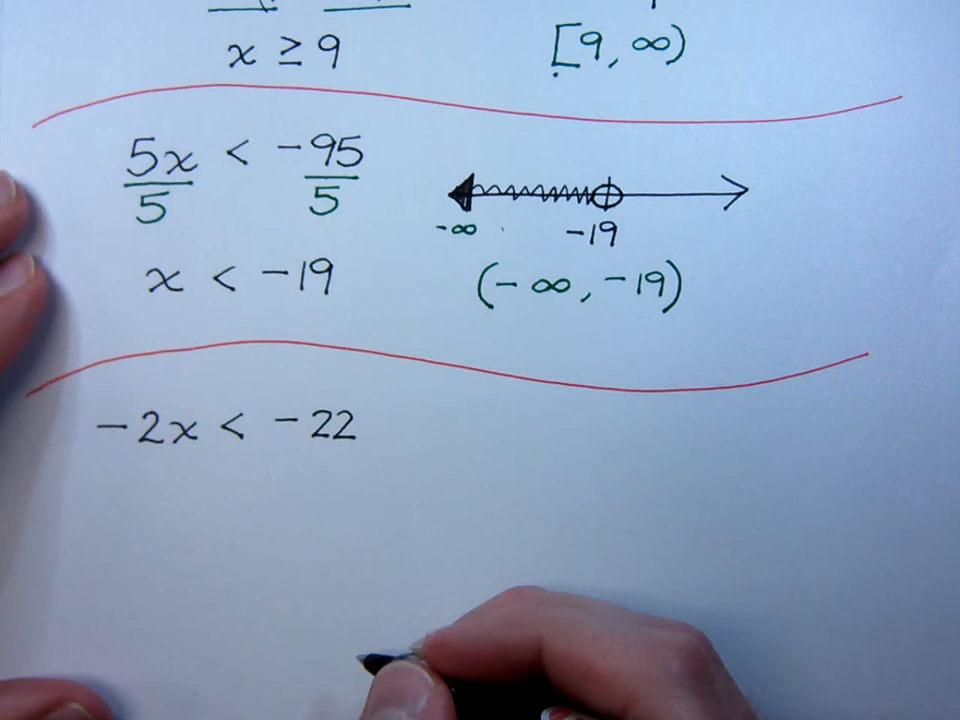 x ≥ 9 [9, ∞)
5x < -95
5 5
-∞ -19
x < -19 (-∞, -19)
-2x < -22